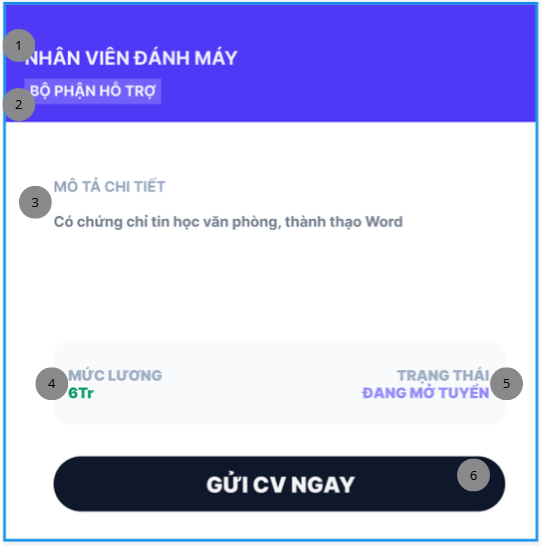 1
NHÂN VIÊN ĐÁNH MÁY
2
BỘ PHẬN HỖ TRỢ
3
MÔ TẢ CHI TIẾT
Có chứng chỉ tin học văn phòng, thành thạo Word
4
MỨC LƯƠNG
6Tr
TRẠNG THÁI
ĐANG MỞ TUYỂN
5
GỬI CV NGAY
6